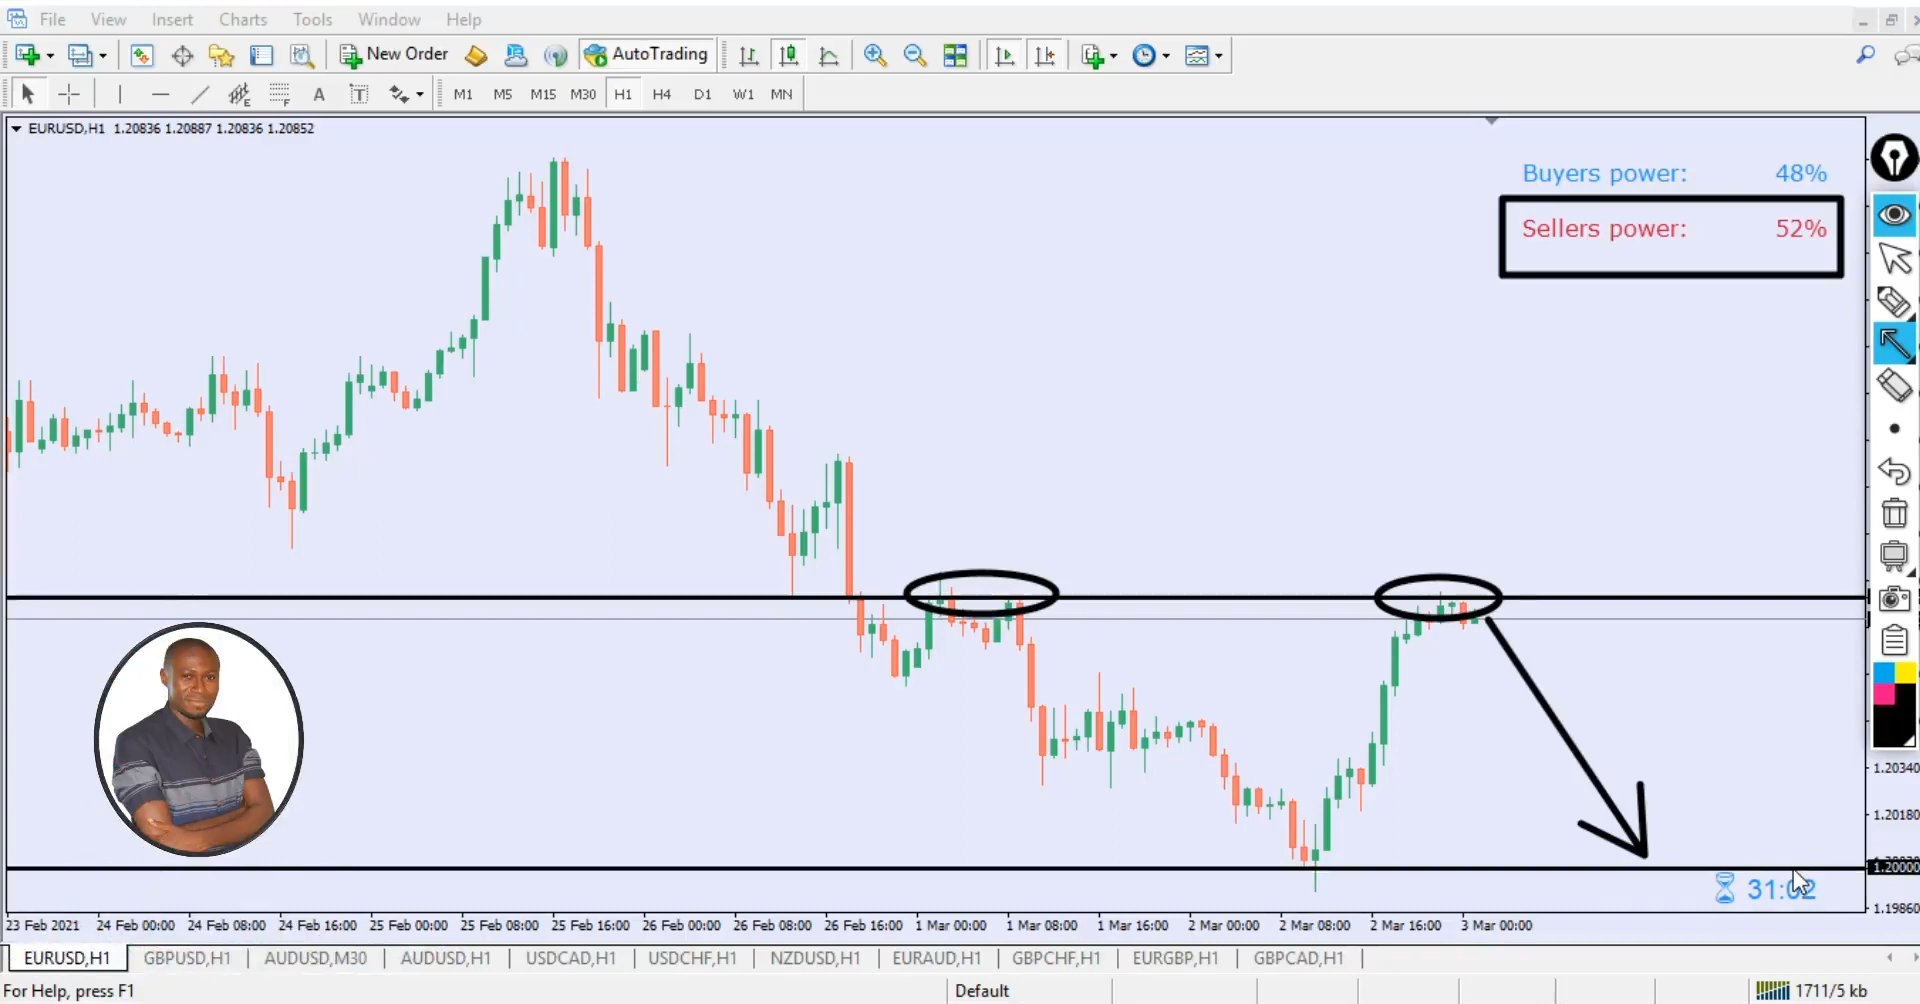 File View Insert Charts Tools Window Help
New Order AutoTrading
A T M1 M5 M15 M30 H1 H4 D1 W1 MN
EURUSD,H1 1.20836 1.20887 1.20836 1.20852
Buyers power: 48%
Sellers power: 52%
1.20340
1.20180
1.20000
31:02
1.19860
23 Feb 2021 24 Feb 00:00 24 Feb 08:00 24 Feb 16:00 25 Feb 00:00 25 Feb 08:00 25 Feb 16:00 26 Feb 00:00 26 Feb 08:00 26 Feb 16:00 1 Mar 00:00 1 Mar 08:00 1 Mar 16:00 2 Mar 00:00 2 Mar 08:00 2 Mar 16:00 3 Mar 00:00
EURUSD,H1 GBPUSD,H1 AUDUSD,M30 AUDUSD,H1 USDCAD,H1 USDCHF,H1 NZDUSD,H1 EURAUD,H1 GBPCHF,H1 EURGBP,H1 GBPCAD,H1
For Help, press F1 Default 1711/5 kb